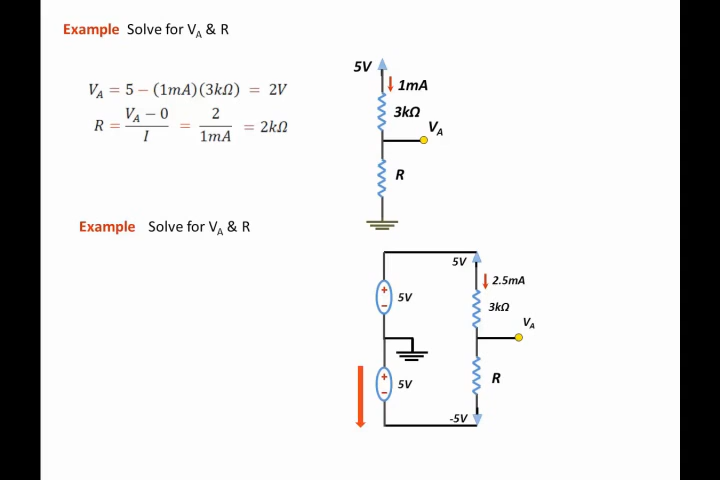 Example Solve for V_A & R
V_A = 5 − (1mA)(3kΩ) = 2V
R = (V_A − 0)/I = 2/1mA = 2kΩ
5V
1mA
3kΩ
V_A
R
Example Solve for V_A & R
5V
2.5mA
+
−
5V
3kΩ
V_A
+
−
5V
R
-5V